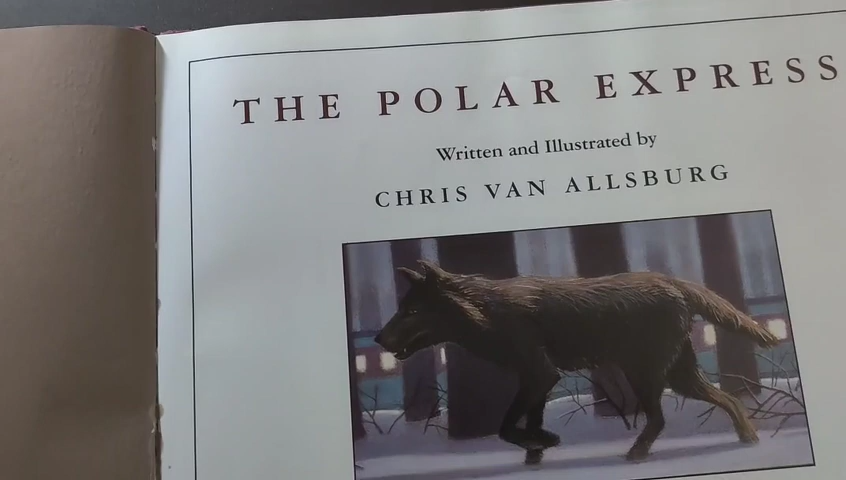 THE POLAR EXPRESS
Written and Illustrated by
CHRIS VAN ALLSBURG